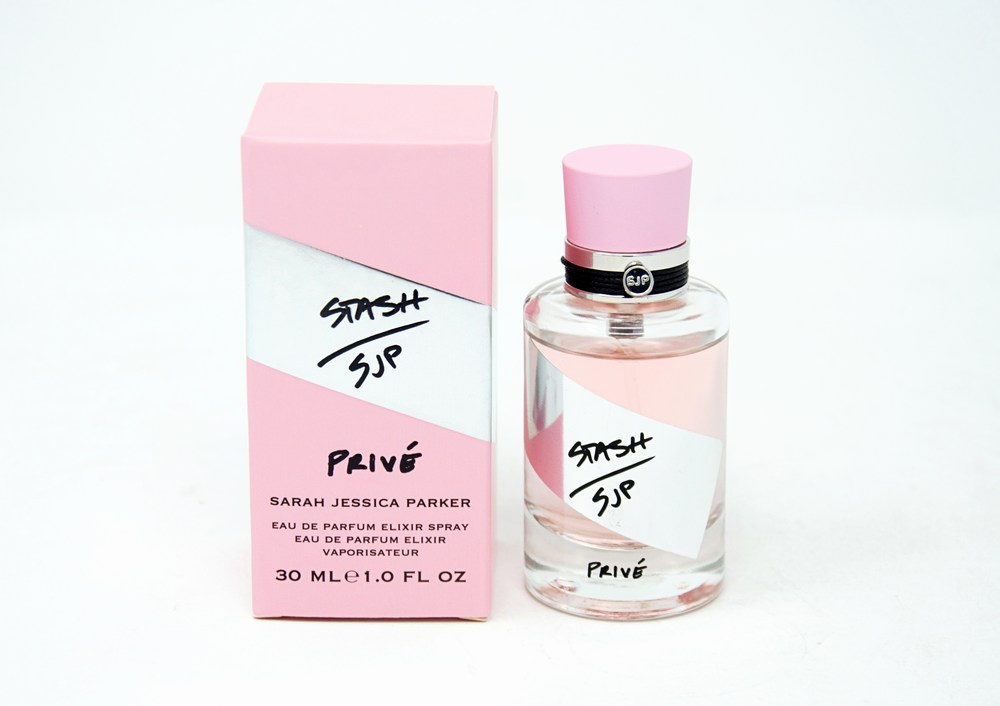 STASH
SJP
PRIVÉ
SARAH JESSICA PARKER
EAU DE PARFUM ELIXIR SPRAY
EAU DE PARFUM ELIXIR
VAPORISATEUR
30 ML℮1.0 FL OZ
SJP
STASH
SJP
PRIVÉ